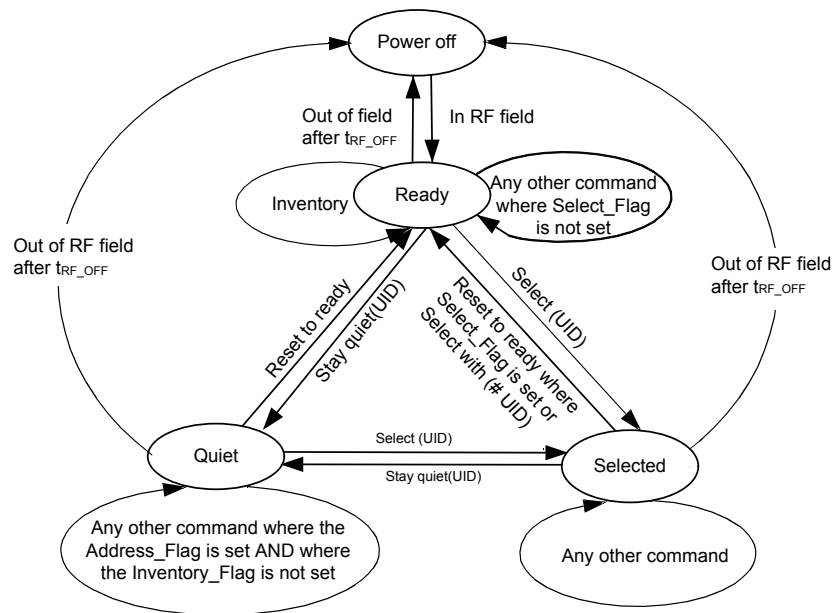 Power off
Out of field
after tRF_OFF
In RF field
Ready
Inventory
Any other command
where Select_Flag
is not set
Out of RF field
after tRF_OFF
Out of RF field
after tRF_OFF
Reset to ready
Stay quiet(UID)
Select (UID)
Reset to ready where
Select_Flag is set or
Select with (# UID)
Quiet
Select (UID)
Stay quiet(UID)
Selected
Any other command where the
Address_Flag is set AND where
the Inventory_Flag is not set
Any other command